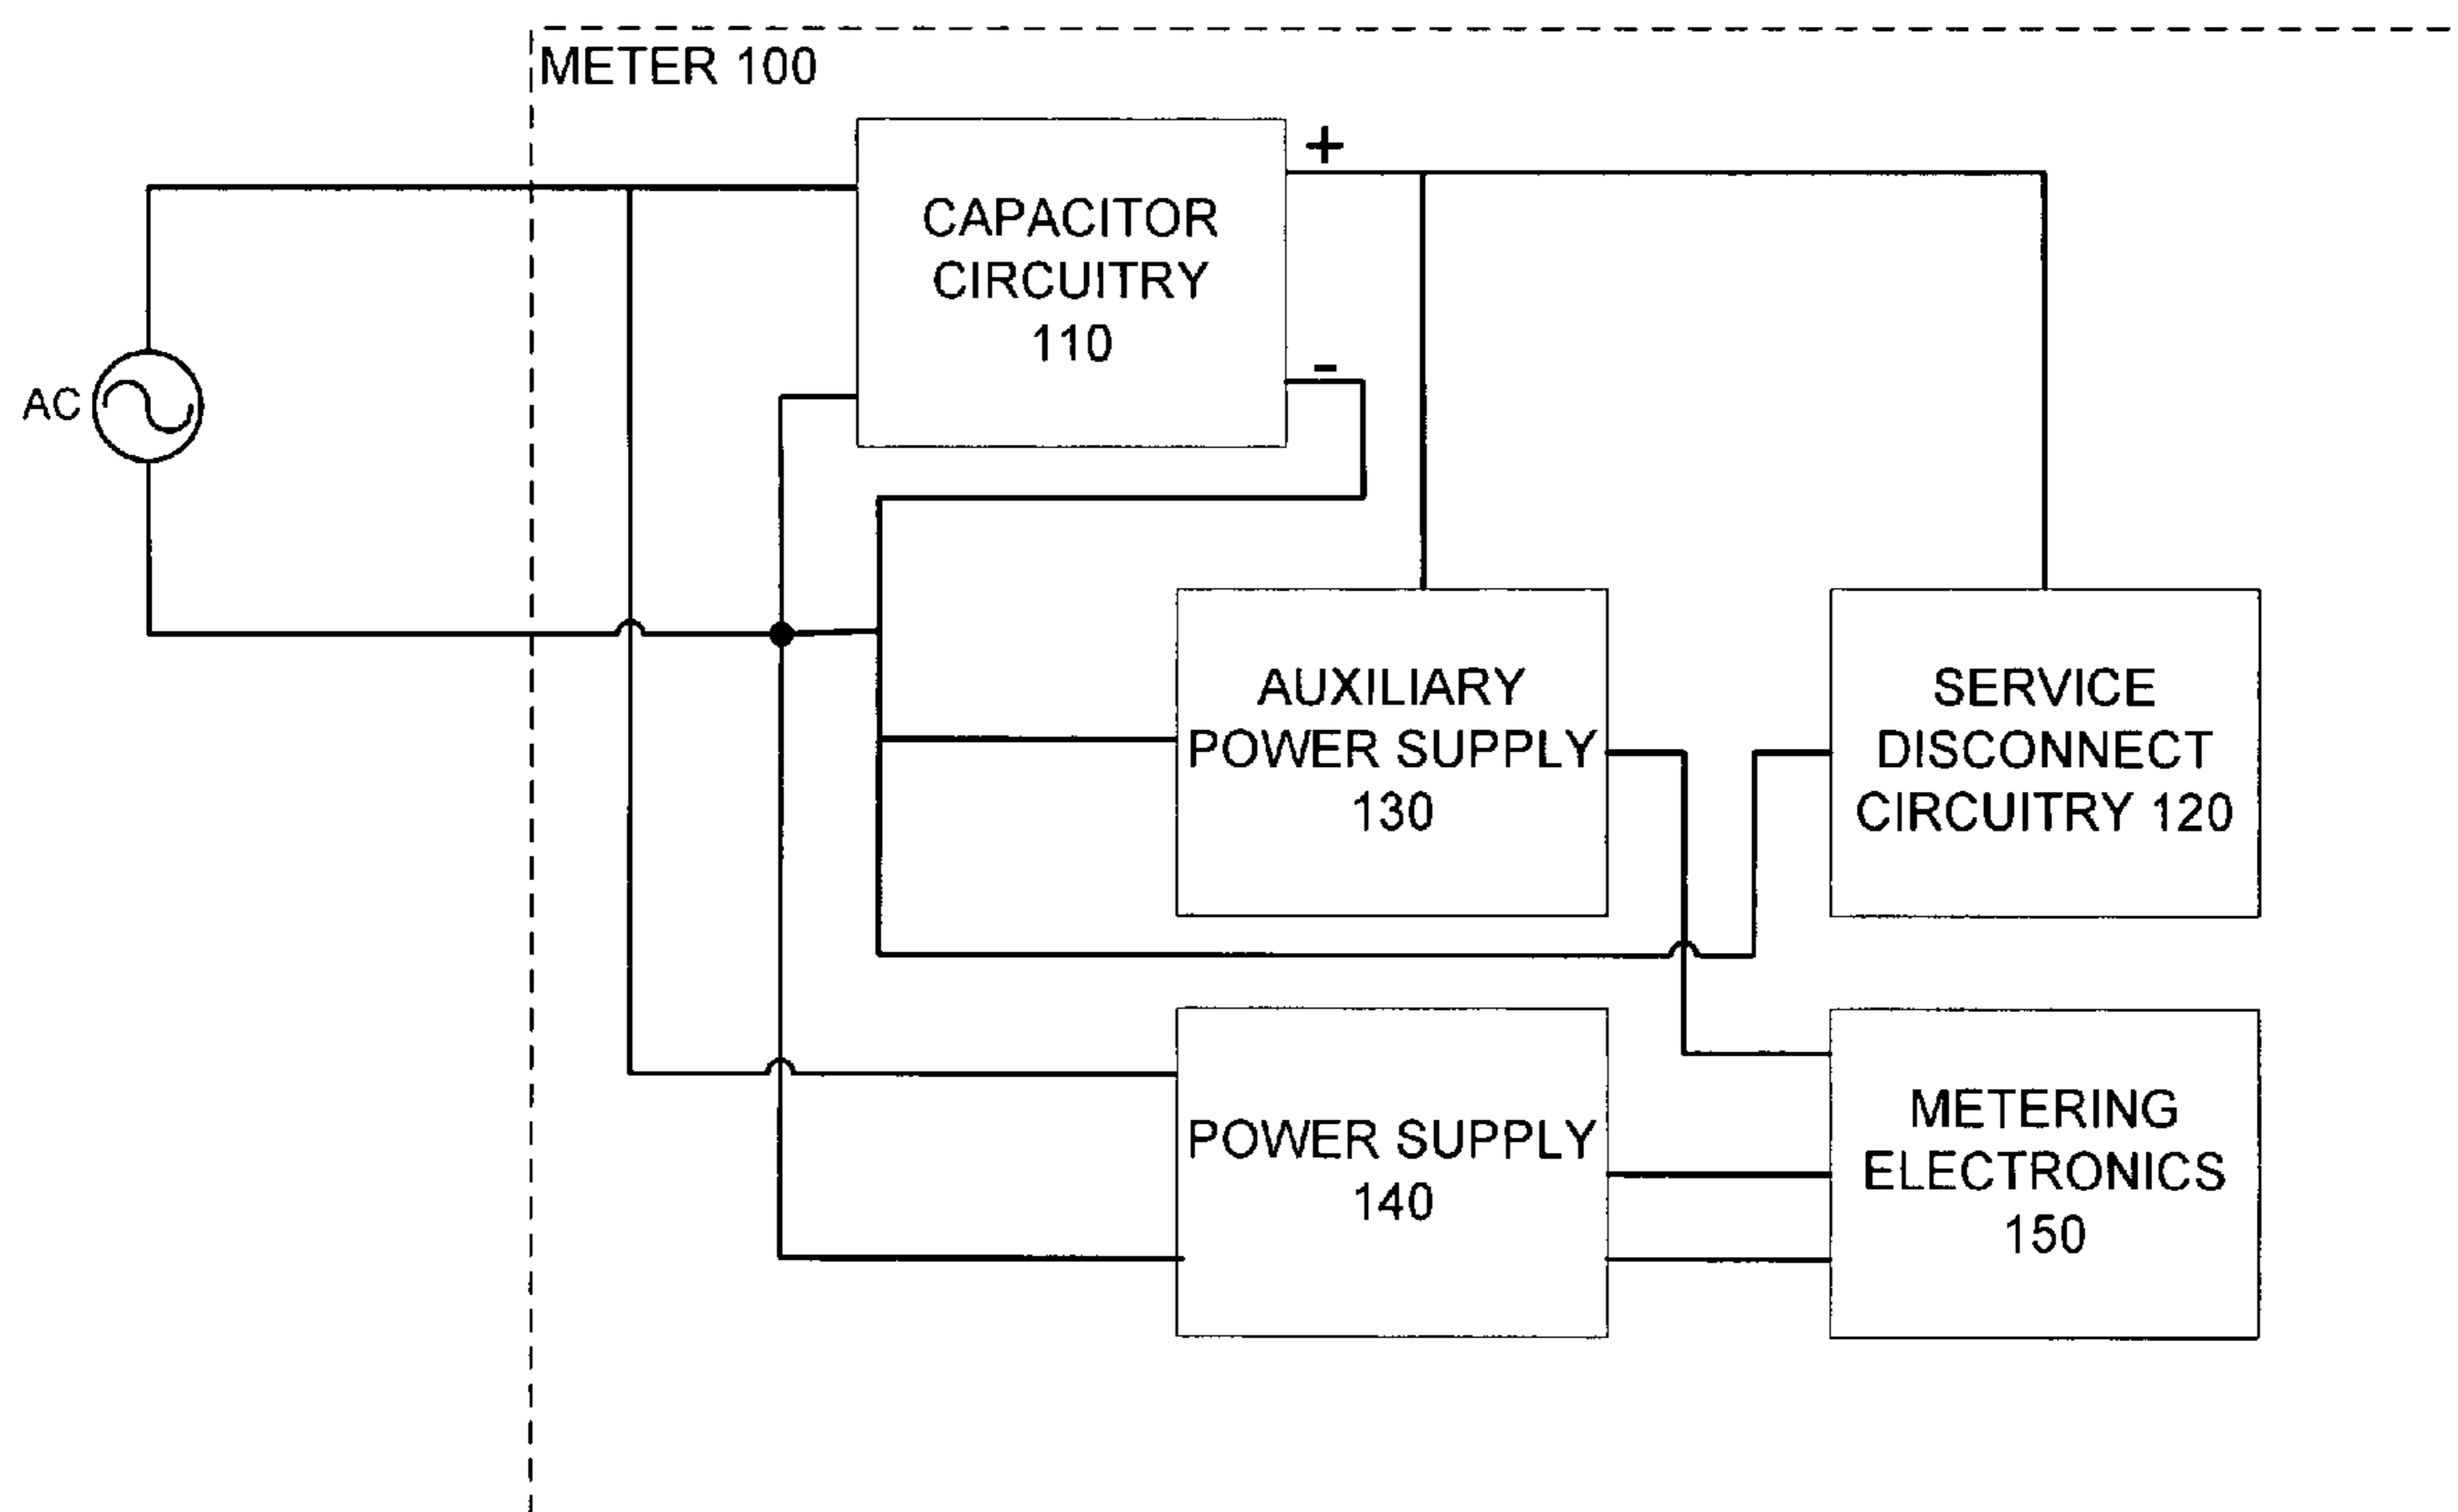 METER 100
+
CAPACITOR
CIRCUITRY
110
-
AC
AUXILIARY
POWER SUPPLY
130
SERVICE
DISCONNECT
CIRCUITRY 120
POWER SUPPLY
140
METERING
ELECTRONICS
150